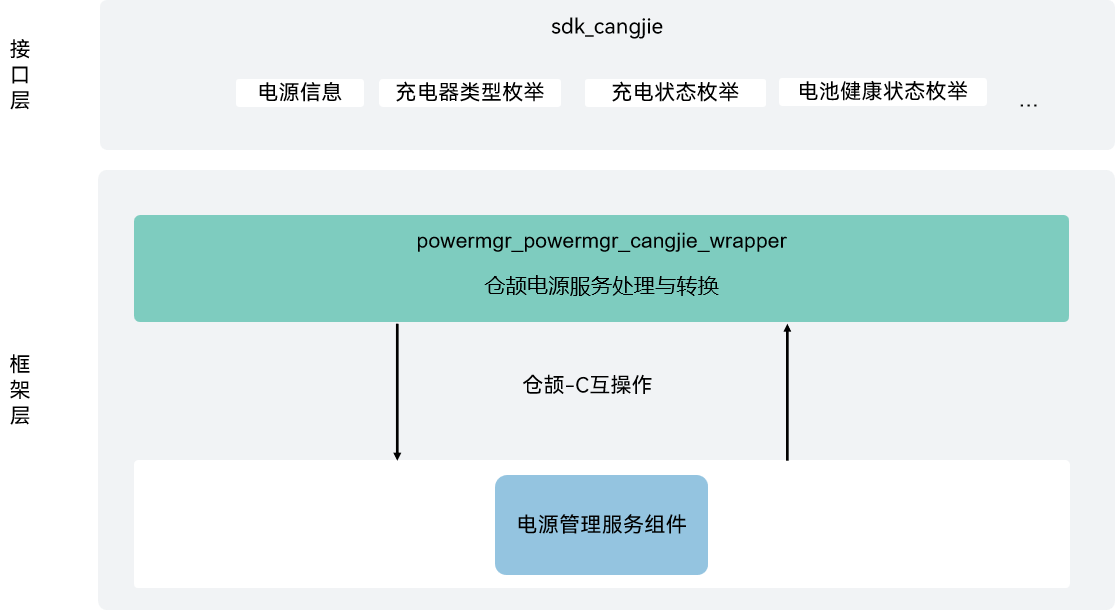 接口层
sdk_cangjie
电源信息
充电器类型枚举
充电状态枚举
电池健康状态枚举
...
框架层
powermgr_powermgr_cangjie_wrapper
仓颉电源服务处理与转换
仓颉-C互操作
电源管理服务组件